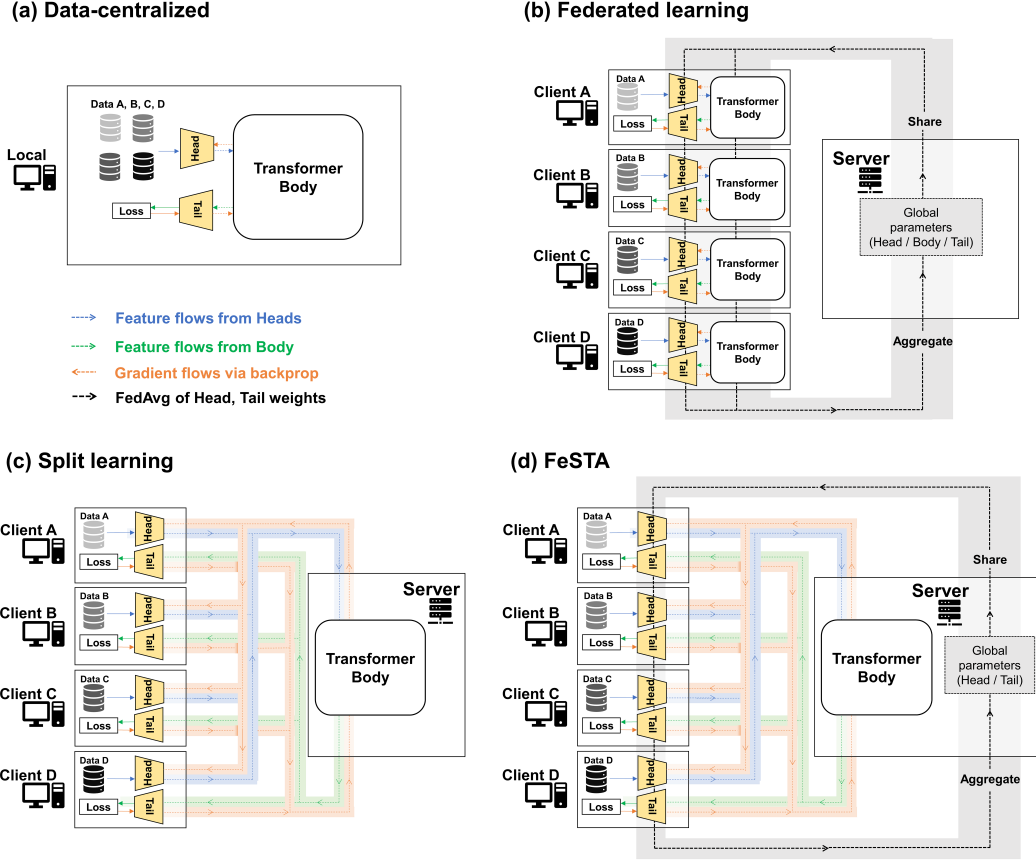 (a) Data-centralized
Data A, B, C, D
Local
Head
Tail
Loss
Transformer
Body
Feature flows from Heads
Feature flows from Body
Gradient flows via backprop
FedAvg of Head, Tail weights
(b) Federated learning
Client A
Data A
Head
Tail
Loss
Transformer
Body
Client B
Data B
Head
Tail
Loss
Transformer
Body
Client C
Data C
Head
Tail
Loss
Transformer
Body
Client D
Data D
Head
Tail
Loss
Transformer
Body
Share
Server
Global
parameters
(Head / Body / Tail)
Aggregate
(c) Split learning
Client A
Data A
Head
Tail
Loss
Client B
Data B
Head
Tail
Loss
Client C
Data C
Head
Tail
Loss
Client D
Data D
Head
Tail
Loss
Server
Transformer
Body
(d) FeSTA
Client A
Data A
Head
Tail
Loss
Client B
Data B
Head
Tail
Loss
Client C
Data C
Head
Tail
Loss
Client D
Data D
Head
Tail
Loss
Share
Server
Transformer
Body
Global
parameters
(Head / Tail)
Aggregate